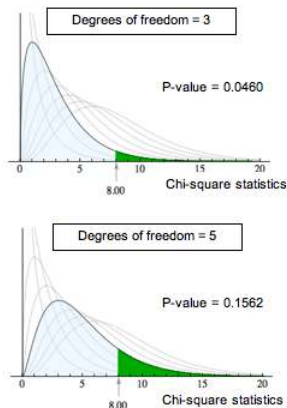 Degrees of freedom = 3
P-value = 0.0460
0 5 10 15 20
8.00
Chi-square statistics
Degrees of freedom = 5
P-value = 0.1562
0 5 10 15 20
8.00
Chi-square statistics